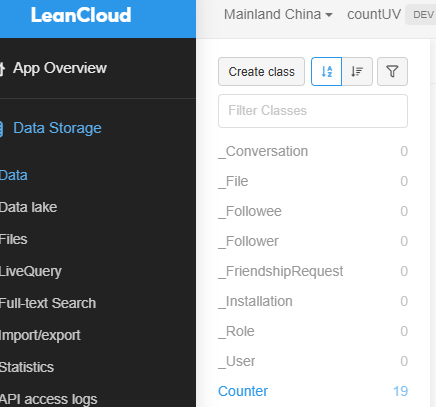 LeanCloud
Mainland China
countUV
DEV
App Overview
Data Storage
Data
Data lake
Files
LiveQuery
Full-text Search
Import/export
Statistics
API access logs
Create class
Filter Classes
_Conversation 0
_File 0
_Followee 0
_Follower 0
_FriendshipRequest 0
_Installation 0
_Role 0
_User 0
Counter 19